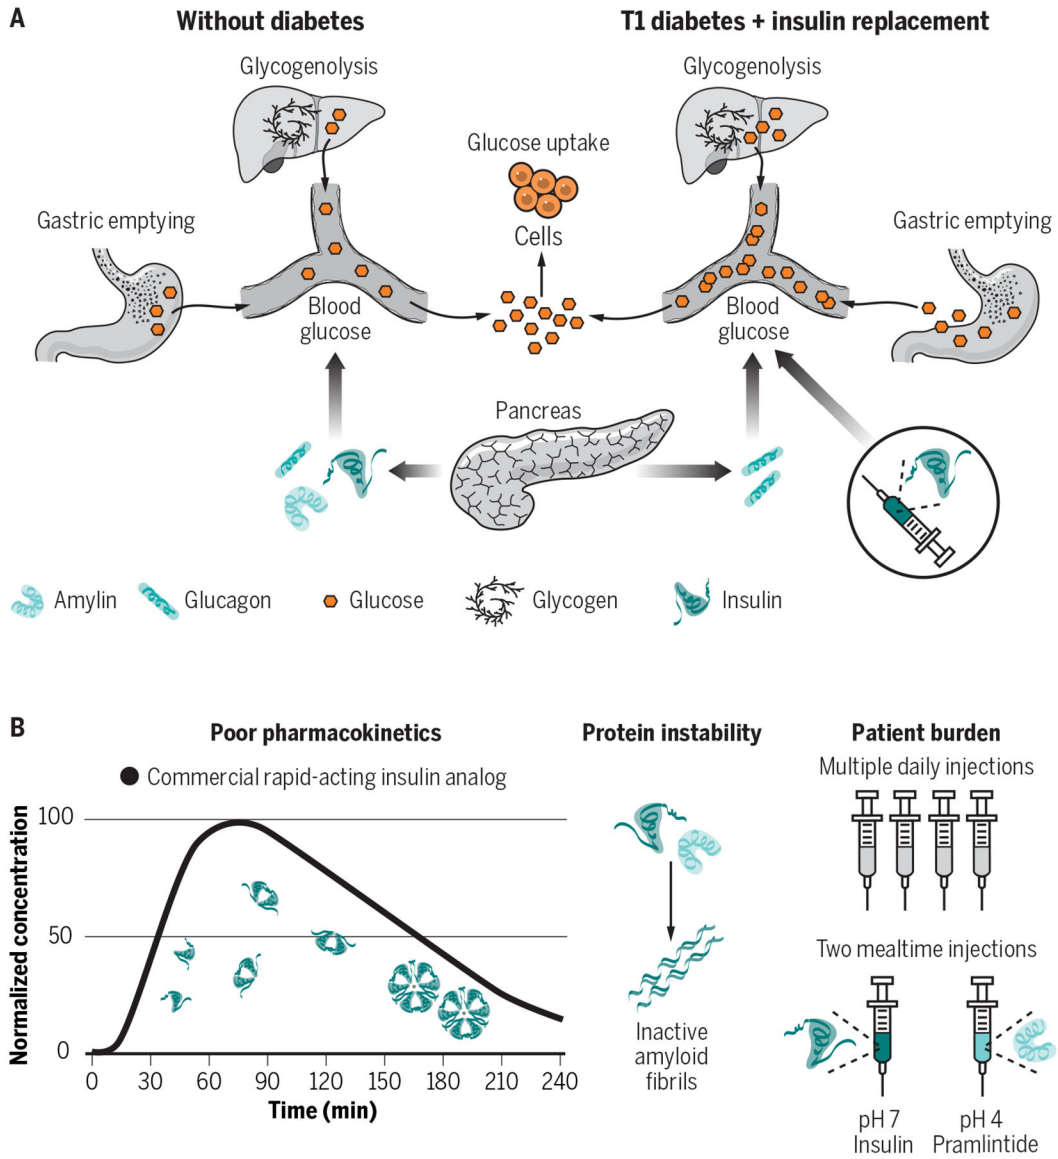 A
Without diabetes
T1 diabetes + insulin replacement
Glycogenolysis
Glycogenolysis
Glucose uptake
Gastric emptying
Cells
Gastric emptying
Blood
glucose
Blood
glucose
Pancreas
Amylin
Glucagon
Glucose
Glycogen
Insulin
B
Poor pharmacokinetics
Commercial rapid-acting insulin analog
Normalized concentration
100
50
0
0 30 60 90 120 150 180 210 240
Time (min)
Protein instability
Inactive
amyloid
fibrils
Patient burden
Multiple daily injections
Two mealtime injections
pH 7
Insulin
pH 4
Pramlintide